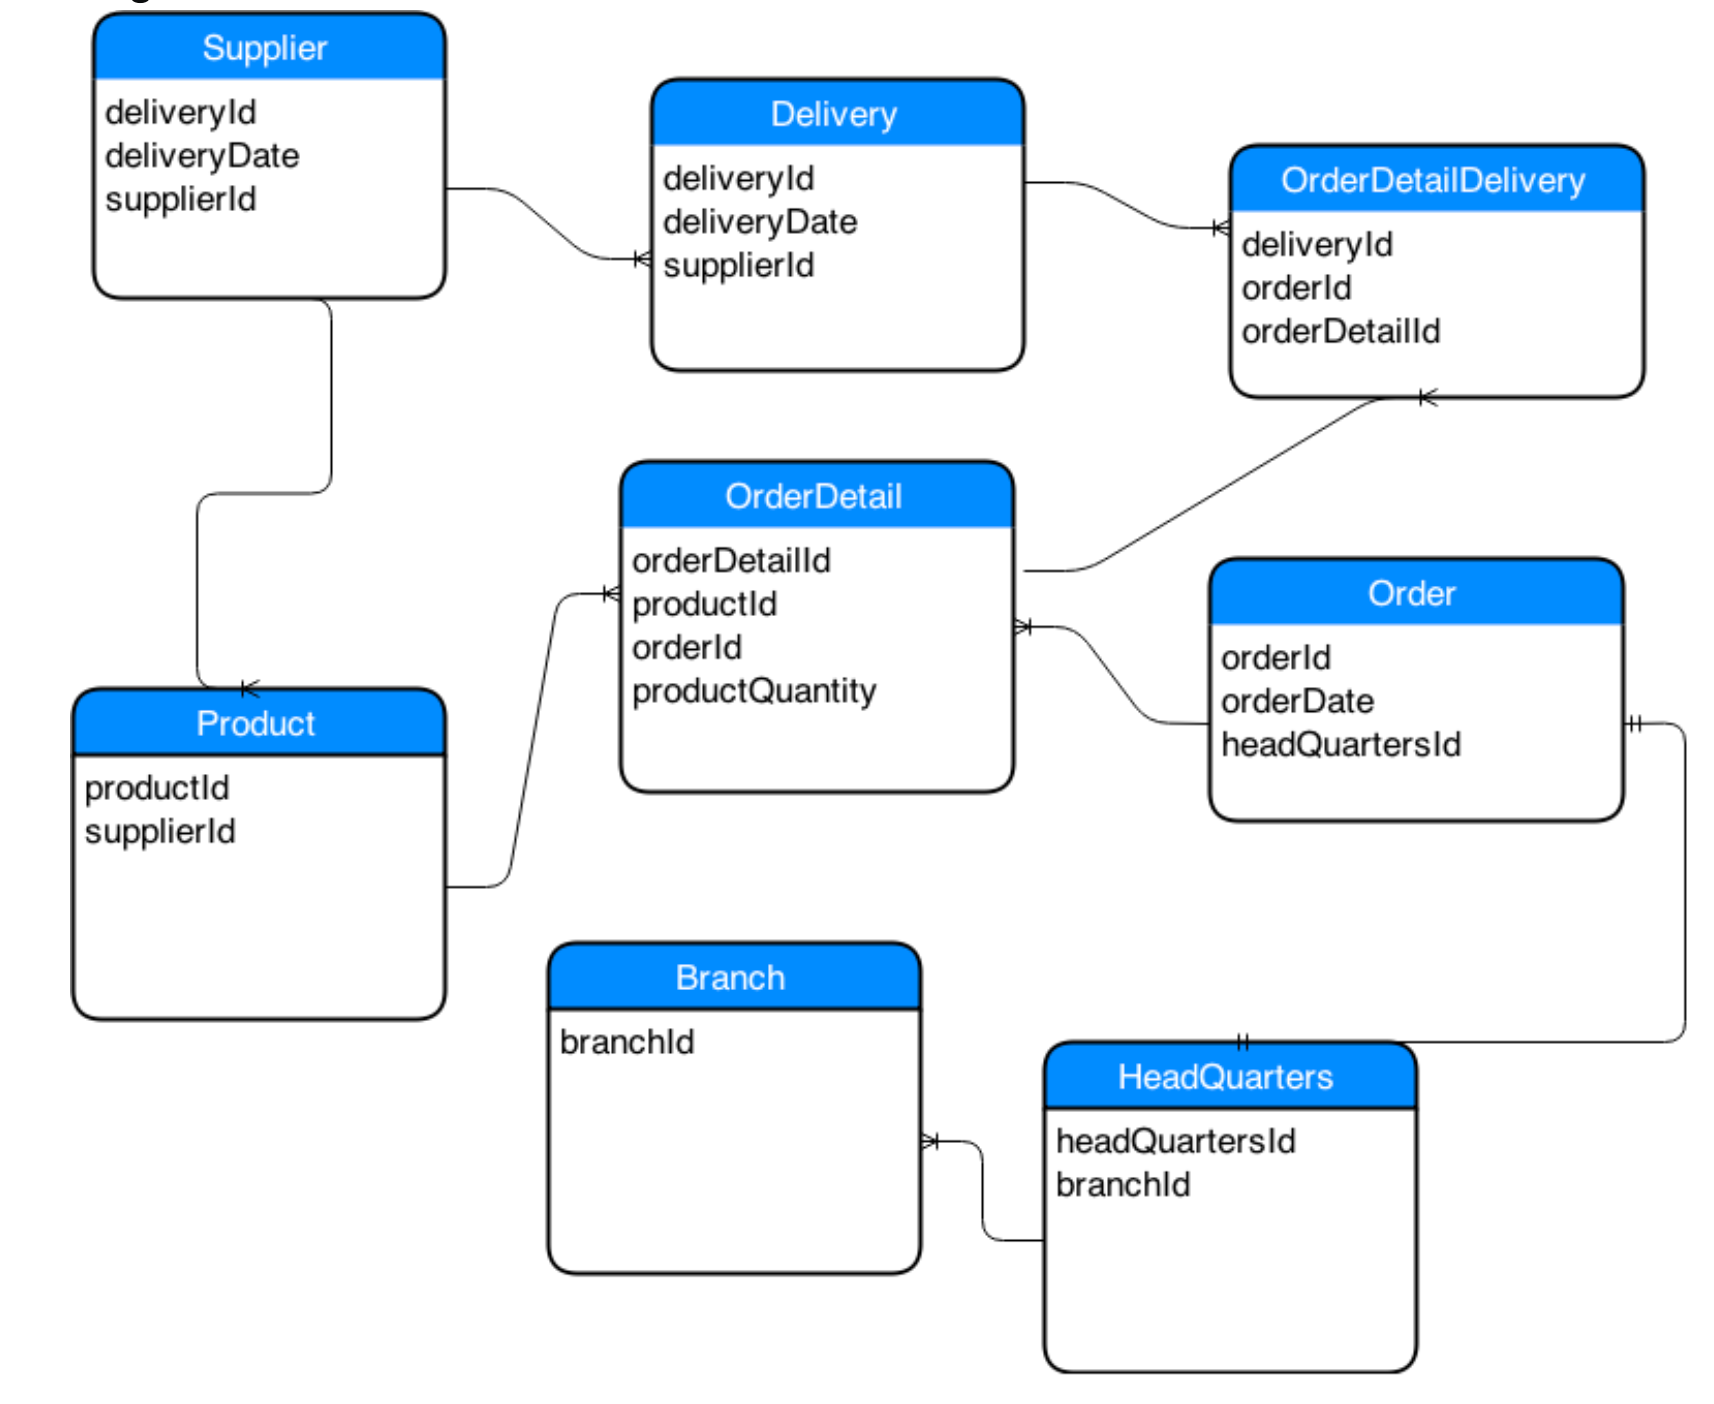 Supplier
deliveryId
deliveryDate
supplierId
Delivery
deliveryId
deliveryDate
supplierId
OrderDetailDelivery
deliveryId
orderId
orderDetailId
OrderDetail
orderDetailId
productId
orderId
productQuantity
Order
orderId
orderDate
headQuartersId
Product
productId
supplierId
Branch
branchId
HeadQuarters
headQuartersId
branchId